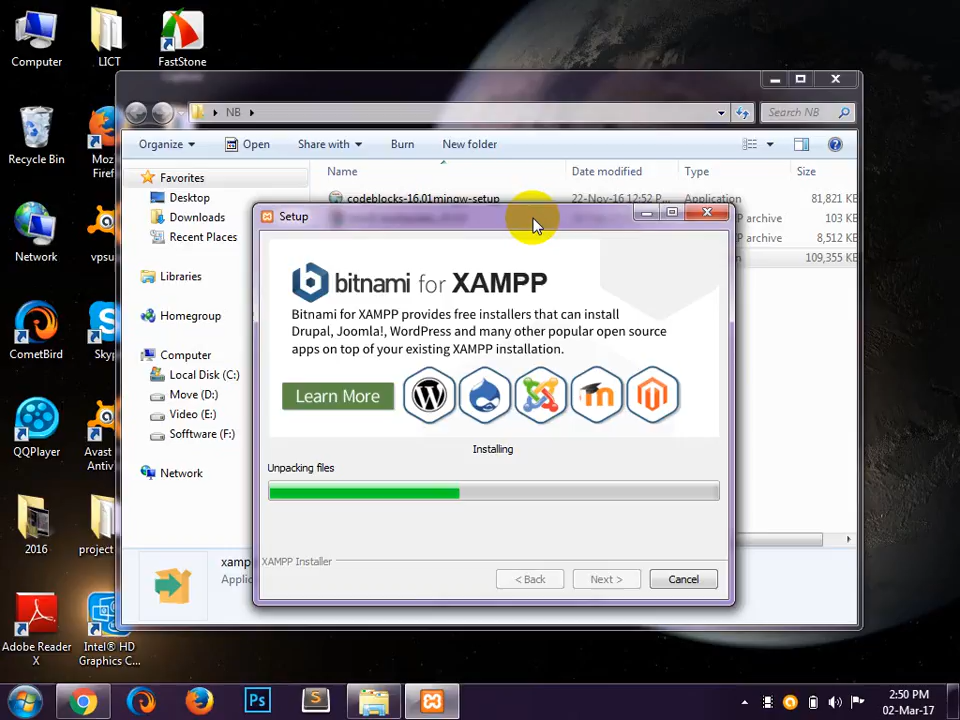 Computer
LICT
FastStone
Recycle Bin
Moz
Firef
Network
vpsu
CometBird
Skyp
QQPlayer
Avast
Antiv
2016
project
Adobe Reader
X
Intel® HD
Graphics C...
NB
Search NB
Organize
Open
Share with
Burn
New folder
Favorites
Desktop
Downloads
Recent Places
Libraries
Homegroup
Computer
Local Disk (C:)
Move (D:)
Video (E:)
Sofftware (F:)
Network
Name
Date modified
Type
Size
codeblocks-16.01mingw-setup
22-Nov-16 12:52 P...
Application
81,821 KB
archive
103 KB
archive
8,512 KB
n
109,355 KB
xamp
Applic
Setup
bitnami for XAMPP
Bitnami for XAMPP provides free installers that can install
Drupal, Joomla!, WordPress and many other popular open source
apps on top of your existing XAMPP installation.
Learn More
Installing
Unpacking files
XAMPP Installer
< Back
Next >
Cancel
Ps
S
2:50 PM
02-Mar-17